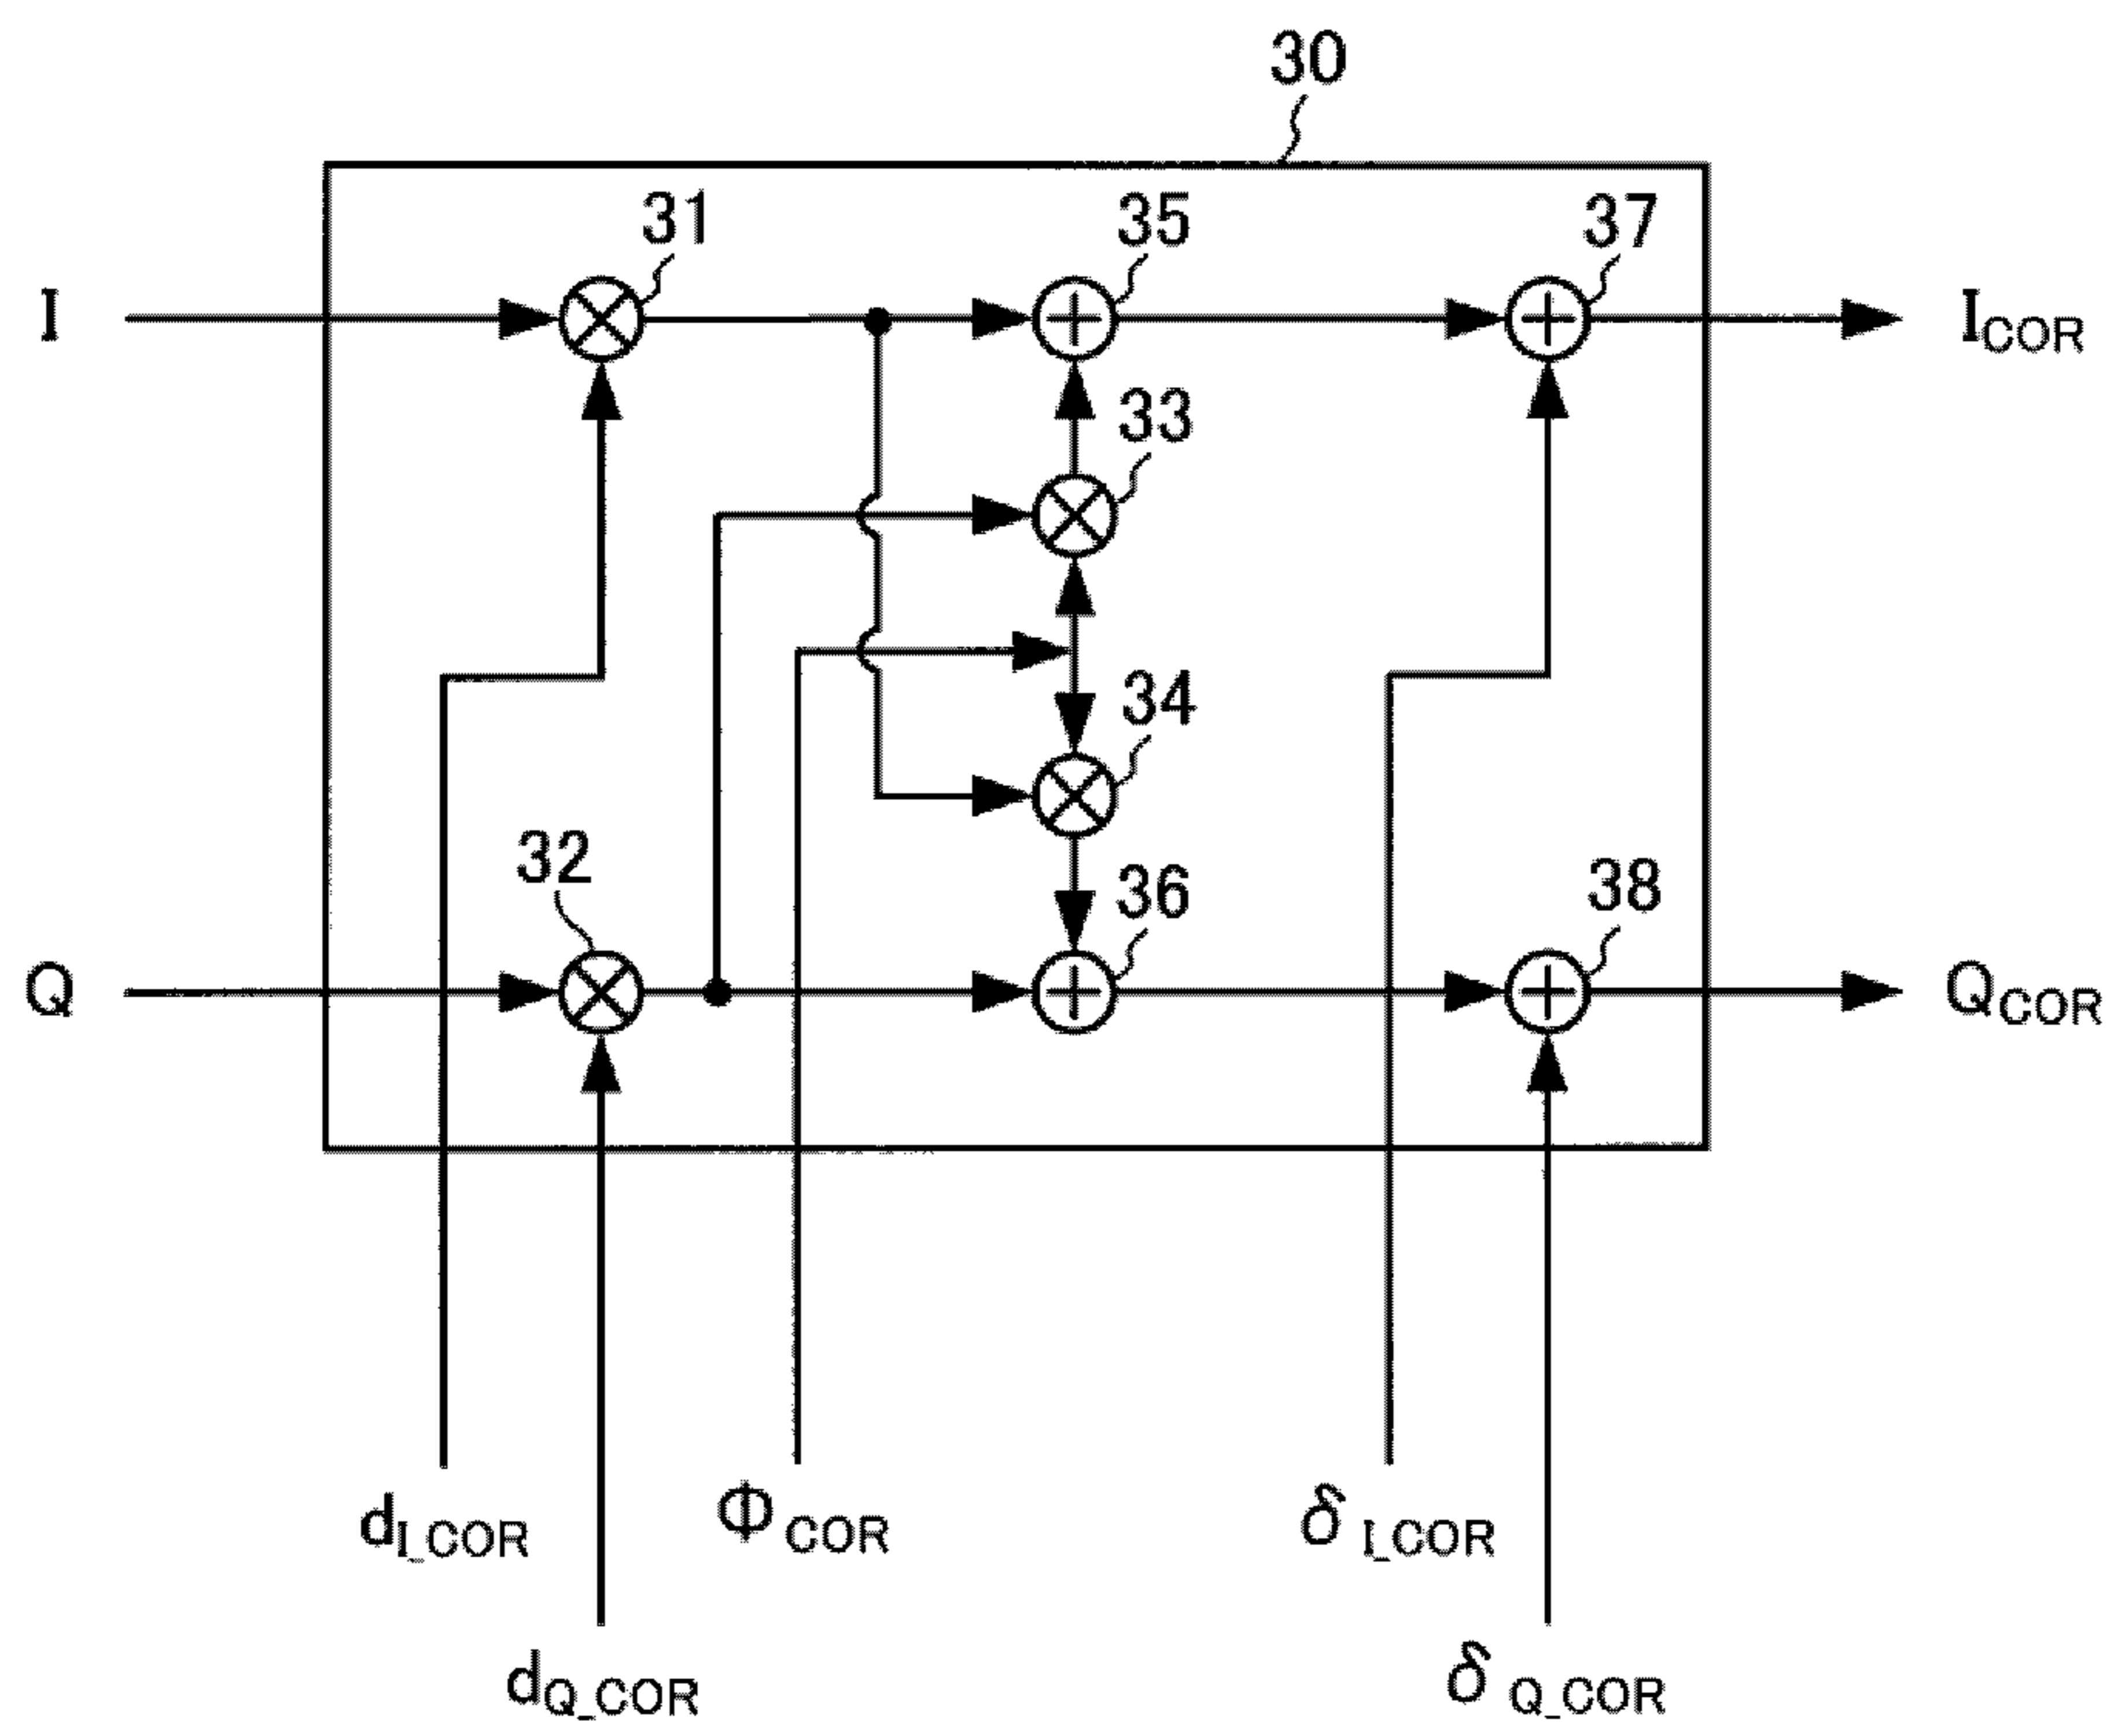 30
31
35
37
I
I_COR
33
34
32
36
38
Q
Q_COR
d_I_COR
Φ_COR
δ_I_COR
d_Q_COR
δ_Q_COR